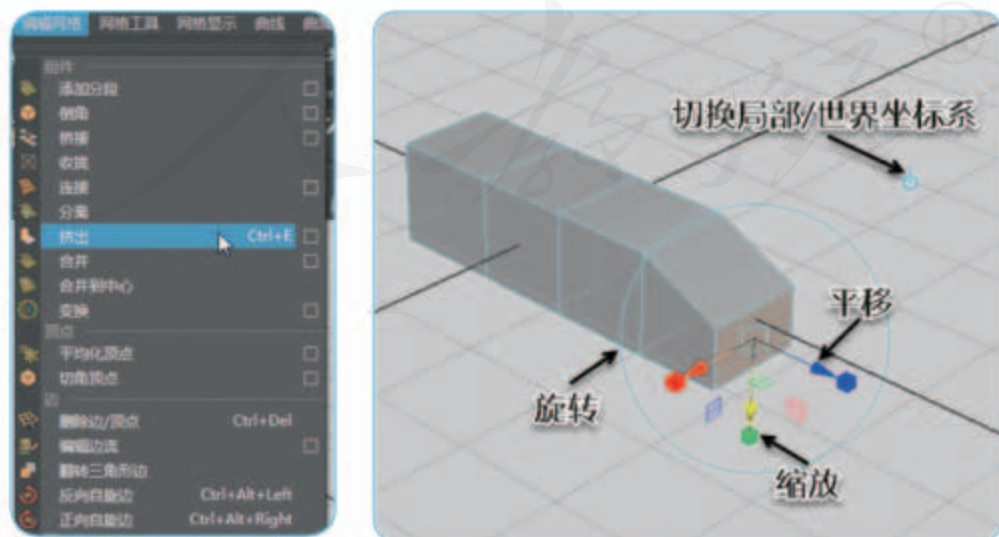 编辑网格 网格工具 网格显示 曲线
组件
添加分段
倒角
桥接
收拢
连接
分离
挤出 Ctrl+E
合并
合并到中心
变换
顶点
平均化顶点
切角顶点
边
删除边/顶点 Ctrl+Del
编辑边流
翻转三角形边
反向自旋边 Ctrl+Alt+Left
正向自旋边 Ctrl+Alt+Right
切换局部/世界坐标系
平移
旋转
缩放
®